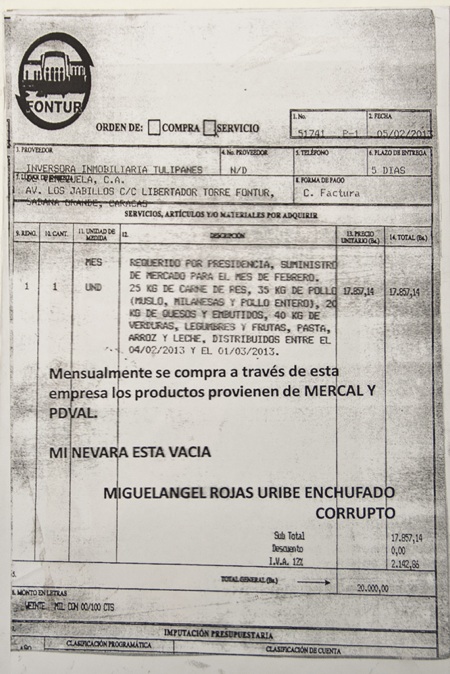 FONTUR
ORDEN DE: COMPRA SERVICIO
1. No 2. FECHA
51741 P-1 05/02/2013
3. PROVEEDOR 4. No. PROVEEDOR 5. TELÉFONO 6. PLAZO DE ENTREGA
INVERSORA INMOBILIARIA TULIPANES N/D 5 DIAS
8. FORMA DE PAGO
AV. LOS JABILLOS C/C LIBERTADOR TORRE FONTUR, C. Factura
SABANA GRANDE, CARACAS
SERVICIOS, ARTÍCULOS Y/O MATERIALES POR ADQUIRIR
9. RENG. 10. CANT. 11. UNIDAD DE MEDIDA 12. DESCRIPCIÓN 13. PRECIO UNITARIO (Bs.) 14. TOTAL (Bs.)
MES REQUERIDO POR PRESIDENCIA, SUMINISTRO
DE MERCADO PARA EL MES DE FEBRERO.
1 1 UND 25 KG DE CARNE DE RES, 35 KG DE POLLO 17.857,14 17.857,14
(MUSLO, MILANESAS Y POLLO ENTERO), 20
KG DE QUESOS Y EMBUTIDOS, 40 KG DE
VERDURAS, LEGUMBRES Y FRUTAS, PASTA,
ARROZ Y LECHE, DISTRIBUIDOS ENTRE EL
04/02/2013 Y EL 01/03/2013.
Mensualmente se compra a través de esta
empresa los productos provienen de MERCAL Y
PDVAL.
MI NEVARA ESTA VACIA
MIGUELANGEL ROJAS URIBE ENCHUFADO
CORRUPTO
Sub Total 17.857,14
Descuento 0,00
I.V.A. 12% 2.142,86
TOTAL GENERAL (Bs.) 20.000,00
MONTO EN LETRAS
VEINTE MIL CON 00/100 CTS
IMPUTACIÓN PRESUPUESTARIA
CLASIFICACIÓN PROGRAMÁTICA CLASIFICACIÓN DE CUENTA
AÑO